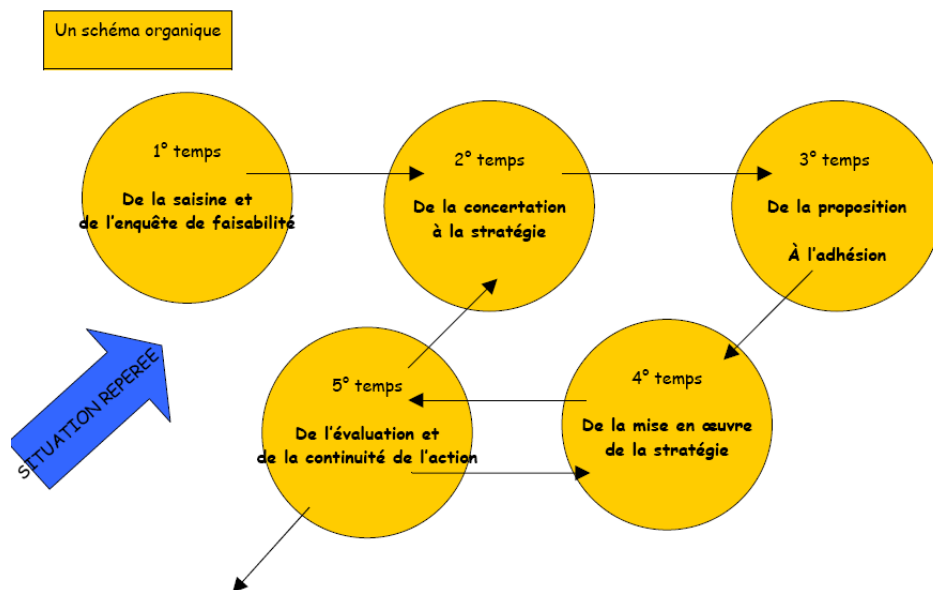 Un schéma organique
1° temps
De la saisine et
de l'enquête de faisabilité
2° temps
De la concertation
à la stratégie
3° temps
De la proposition
À l'adhésion
SITUATION REPEREE
5° temps
De l'évaluation et
de la continuité de l'action
4° temps
De la mise en œuvre
de la stratégie